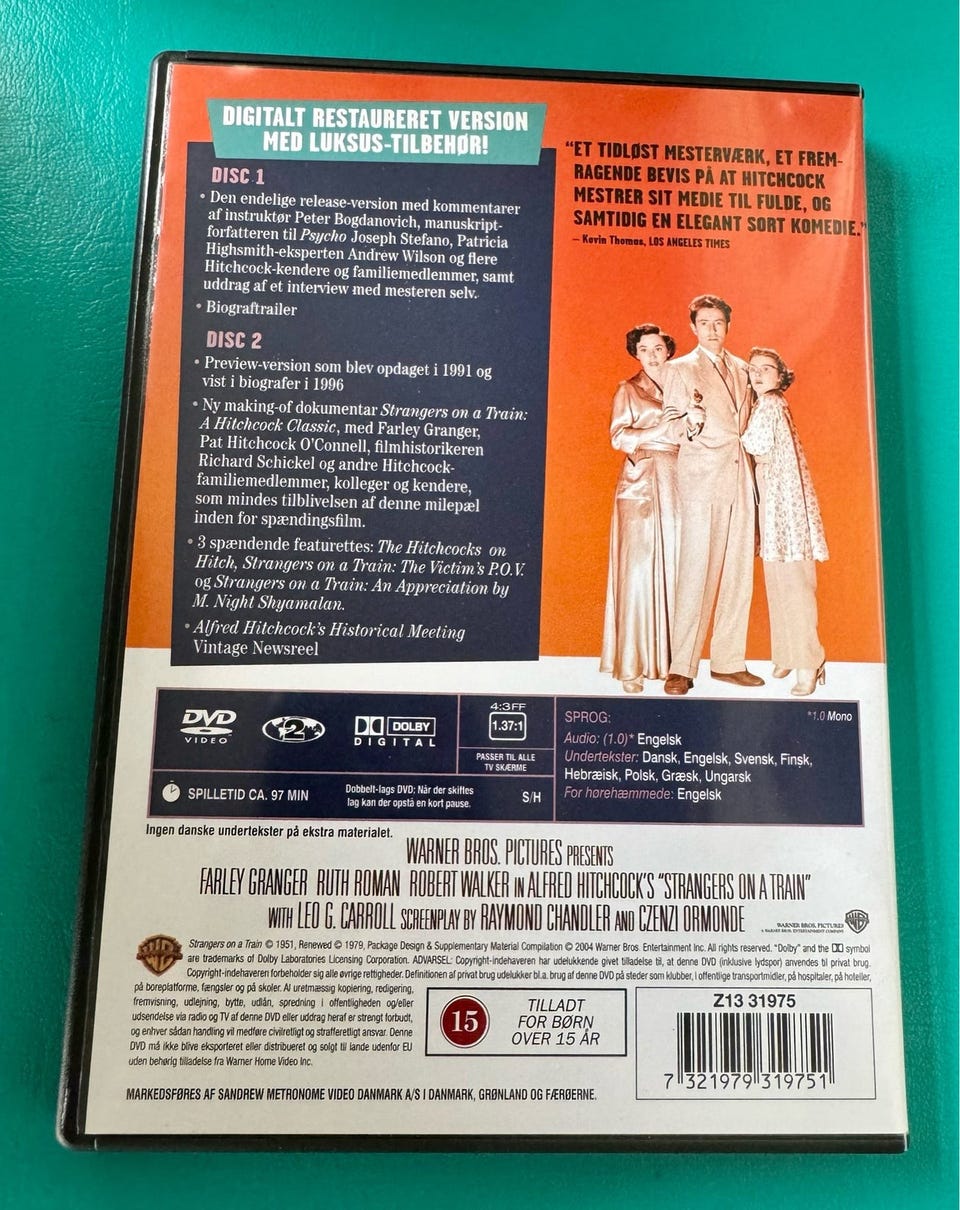 DIGITALT RESTAURERET VERSION
MED LUKSUS-TILBEHØR!
DISC 1
• Den endelige release-version med kommentarer
af instruktør Peter Bogdanovich, manuskript-
forfatteren til Psycho Joseph Stefano, Patricia
Highsmith-eksperten Andrew Wilson og flere
Hitchcock-kendere og familiemedlemmer, samt
uddrag af et interview med mesteren selv.
• Biograftrailer
DISC 2
• Preview-version som blev opdaget i 1991 og
vist i biografer i 1996
• Ny making-of dokumentar Strangers on a Train:
A Hitchcock Classic, med Farley Granger,
Pat Hitchcock O'Connell, filmhistorikeren
Richard Schickel og andre Hitchcock-
familiemedlemmer, kolleger og kendere,
som mindes tilblivelsen af denne milepæl
inden for spændingsfilm.
• 3 spændende featurettes: The Hitchcocks on
Hitch, Strangers on a Train: The Victim's P.O.V.
og Strangers on a Train: An Appreciation by
M. Night Shyamalan.
• Alfred Hitchcock's Historical Meeting
Vintage Newsreel
"ET TIDLØST MESTERVÆRK, ET FREM-
RAGENDE BEVIS PÅ AT HITCHCOCK
MESTRER SIT MEDIE TIL FULDE, OG
SAMTIDIG EN ELEGANT SORT KOMEDIE."
– Kevin Thomas, LOS ANGELES TIMES
DVD
VIDEO
2
DOLBY
DIGITAL
4:3FF
1.37:1
PASSER TIL ALLE
TV SKÆRME
SPILLETID CA. 97 MIN
Dobbelt-lags DVD: Når der skiftes
lag kan der opstå en kort pause.
S/H
SPROG:
*1.0 Mono
Audio: (1.0)* Engelsk
Undertekster: Dansk, Engelsk, Svensk, Finsk,
Hebræisk, Polsk, Græsk, Ungarsk
For hørehæmmede: Engelsk
Ingen danske undertekster på ekstra materialet.
WARNER BROS. PICTURES PRESENTS
FARLEY GRANGER RUTH ROMAN ROBERT WALKER IN ALFRED HITCHCOCK'S "STRANGERS ON A TRAIN"
WITH LEO G. CARROLL SCREENPLAY BY RAYMOND CHANDLER AND CZENZI ORMONDE
WARNER BROS. PICTURES
A WARNER BROS. ENTERTAINMENT COMPANY
Strangers on a Train © 1951, Renewed © 1979, Package Design & Supplementary Material Compilation © 2004 Warner Bros. Entertainment Inc. All rights reserved. "Dolby" and the DD symbol
are trademarks of Dolby Laboratories Licensing Corporation. ADVARSEL: Copyright-indehaveren har udelukkende givet tilladelse til, at denne DVD (inklusive lydspor) anvendes til privat brug.
Copyright-indehaveren forbeholder sig alle øvrige rettigheder. Definitionen af privat brug udelukker bl.a. brug af denne DVD på steder som klubber, i offentlige transportmidler, på hospitaler, på hoteller,
på boreplatforme, fængsler og på skoler. Al uretmæssig kopiering, redigering,
fremvisning, udlejning, bytte, udlån, spredning i offentligheden og/eller
udsendelse via radio og TV af denne DVD eller uddrag heraf er strengt forbudt,
og enhver sådan handling vil medføre civilretligt og strafferetligt ansvar. Denne
DVD må ikke blive eksporteret eller distribueret og solgt til lande udenfor EU
uden behørig tilladelse fra Warner Home Video Inc.
15
TILLADT
FOR BØRN
OVER 15 ÅR
Z13 31975
7 321979 319751
MARKEDSFØRES AF SANDREW METRONOME VIDEO DANMARK A/S I DANMARK, GRØNLAND OG FÆRØERNE.